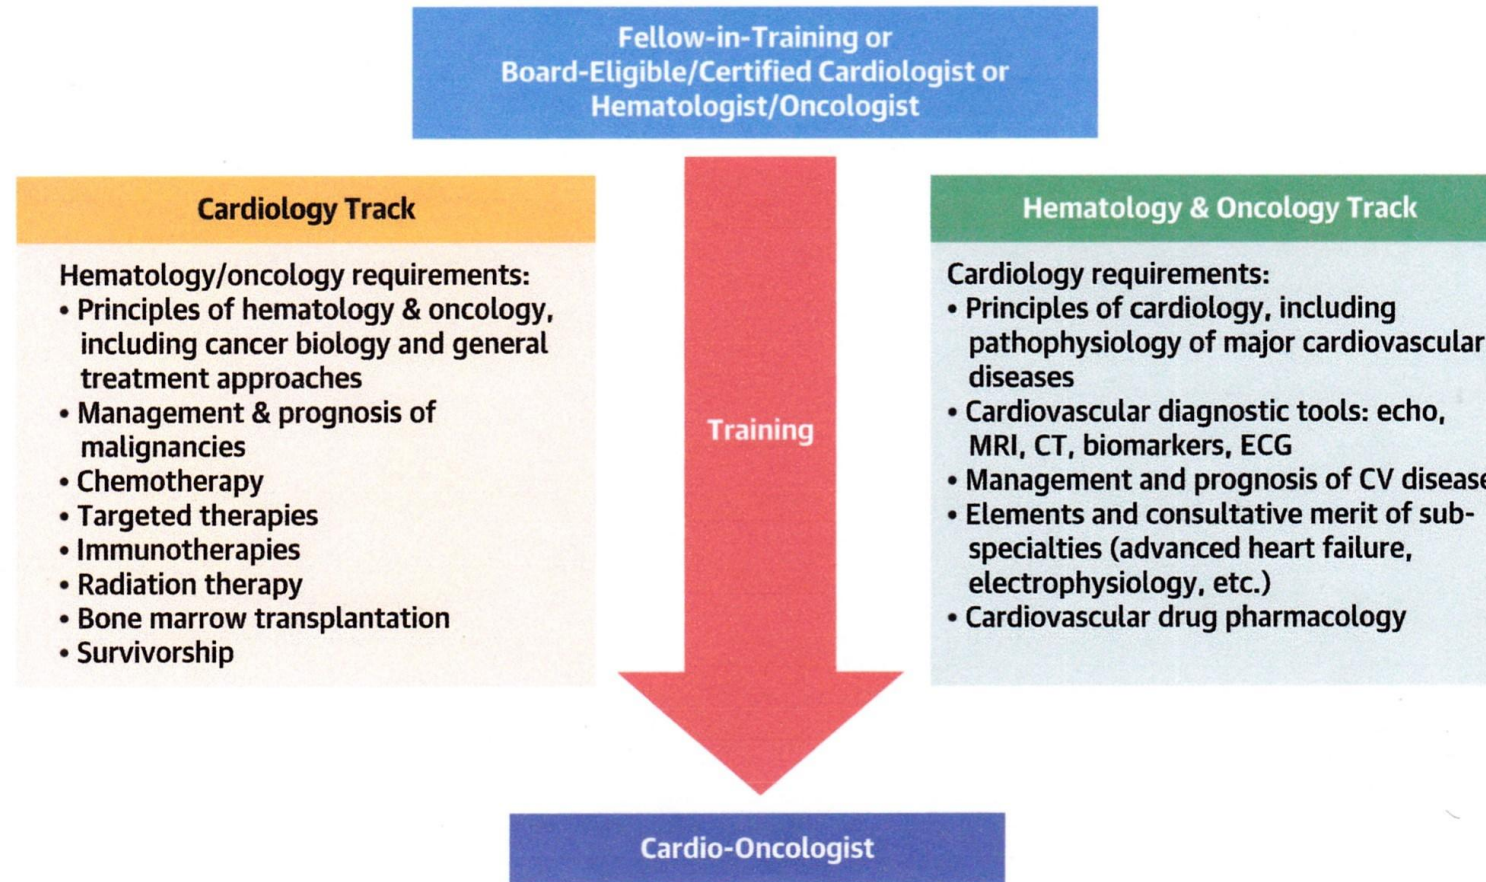 Fellow-in-Training or
Board-Eligible/Certified Cardiologist or
Hematologist/Oncologist
Cardiology Track
Hematology/oncology requirements:
• Principles of hematology & oncology,
including cancer biology and general
treatment approaches
• Management & prognosis of
malignancies
• Chemotherapy
• Targeted therapies
• Immunotherapies
• Radiation therapy
• Bone marrow transplantation
• Survivorship
Training
Hematology & Oncology Track
Cardiology requirements:
• Principles of cardiology, including
pathophysiology of major cardiovascular
diseases
• Cardiovascular diagnostic tools: echo,
MRI, CT, biomarkers, ECG
• Management and prognosis of CV disease
• Elements and consultative merit of sub-
specialties (advanced heart failure,
electrophysiology, etc.)
• Cardiovascular drug pharmacology
Cardio-Oncologist